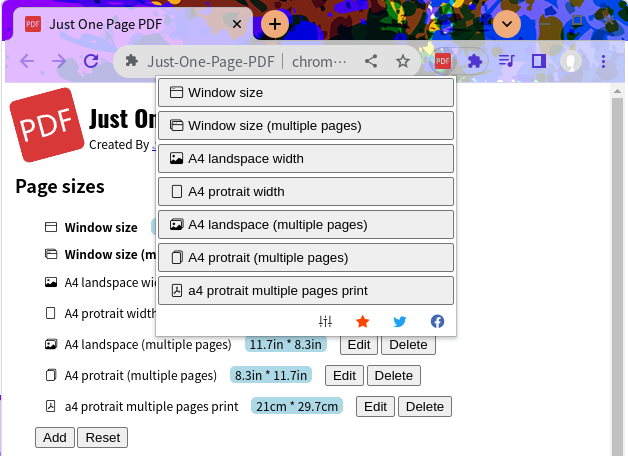 PDF Just One Page PDF
Just-One-Page-PDF chrom… PDF
Window size
Window size (multiple pages)
A4 landspace width
A4 protrait width
A4 landspace (multiple pages)
A4 protrait (multiple pages)
a4 protrait multiple pages print
PDF Just
Created By
Page sizes
Window size
Window size
A4 landspace
A4 protrait width
A4 landspace (multiple pages) 11.7in * 8.3in Edit Delete
A4 protrait (multiple pages) 8.3in * 11.7in Edit Delete
a4 protrait multiple pages print 21cm * 29.7cm Edit Delete
Add Reset